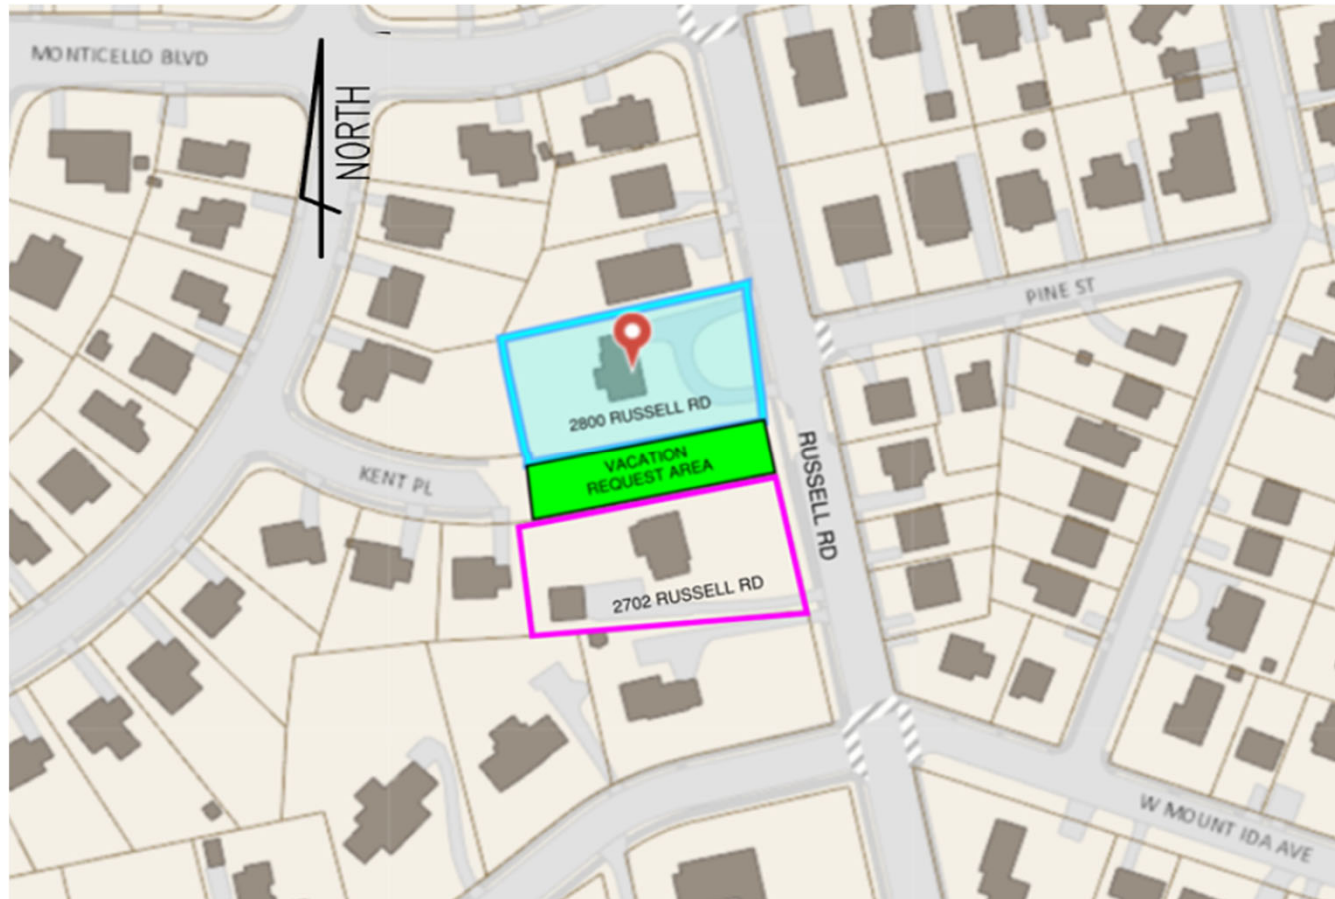 MONTICELLO BLVD
NORTH
PINE ST
2800 RUSSELL RD
VACATION
REQUEST AREA
RUSSELL RD
KENT PL
2702 RUSSELL RD
W MOUNT IDA AVE